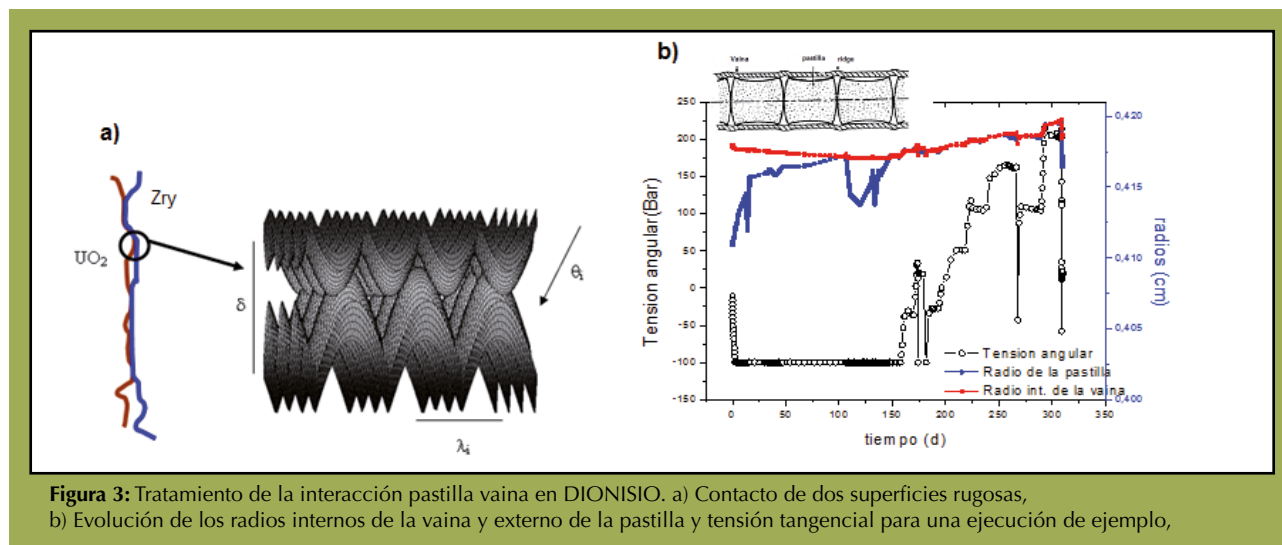 a)
Zry
UO2
δ
θi
λi
b)
Vaina
pastilla
ridge
Tension angular (Bar)
250
200
150
100
50
0
-50
-100
-150
0
50
100
150
200
250
300
350
tiempo (d)
0,420
0,415
0,410
0,405
0,400
radios (cm)
Tension angular
Radio de la pastilla
Radio int. de la vaina
Figura 3: Tratamiento de la interacción pastilla vaina en DIONISIO. a) Contacto de dos superficies rugosas,
b) Evolución de los radios internos de la vaina y externo de la pastilla y tensión tangencial para una ejecución de ejemplo,